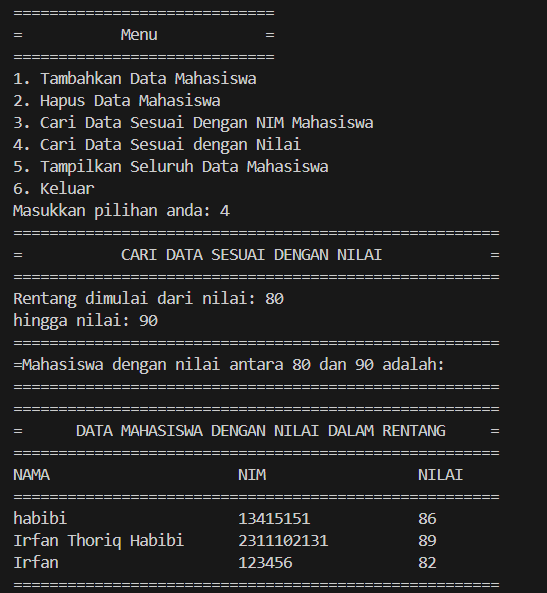 =============================
=           Menu            =
=============================
1. Tambahkan Data Mahasiswa
2. Hapus Data Mahasiswa
3. Cari Data Sesuai Dengan NIM Mahasiswa
4. Cari Data Sesuai dengan Nilai
5. Tampilkan Seluruh Data Mahasiswa
6. Keluar
Masukkan pilihan anda: 4
======================================================
=           CARI DATA SESUAI DENGAN NILAI            =
======================================================
Rentang dimulai dari nilai: 80
hingga nilai: 90
======================================================
=Mahasiswa dengan nilai antara 80 dan 90 adalah:
======================================================
======================================================
=      DATA MAHASISWA DENGAN NILAI DALAM RENTANG     =
======================================================
NAMA                     NIM                 NILAI
======================================================
habibi                   13415151            86
Irfan Thoriq Habibi      2311102131          89
Irfan                    123456              82
======================================================